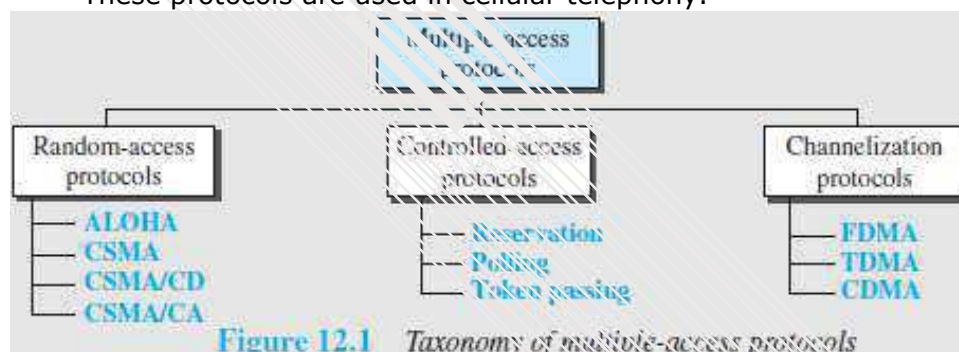 These protocols are used in cellular telephony.
Multiple-access
protocols
Random-access
protocols
ALOHA
CSMA
CSMA/CD
CSMA/CA
Controlled-access
protocols
Reservation
Polling
Token passing
Channelization
protocols
FDMA
TDMA
CDMA
Figure 12.1 Taxonomy of multiple-access protocols